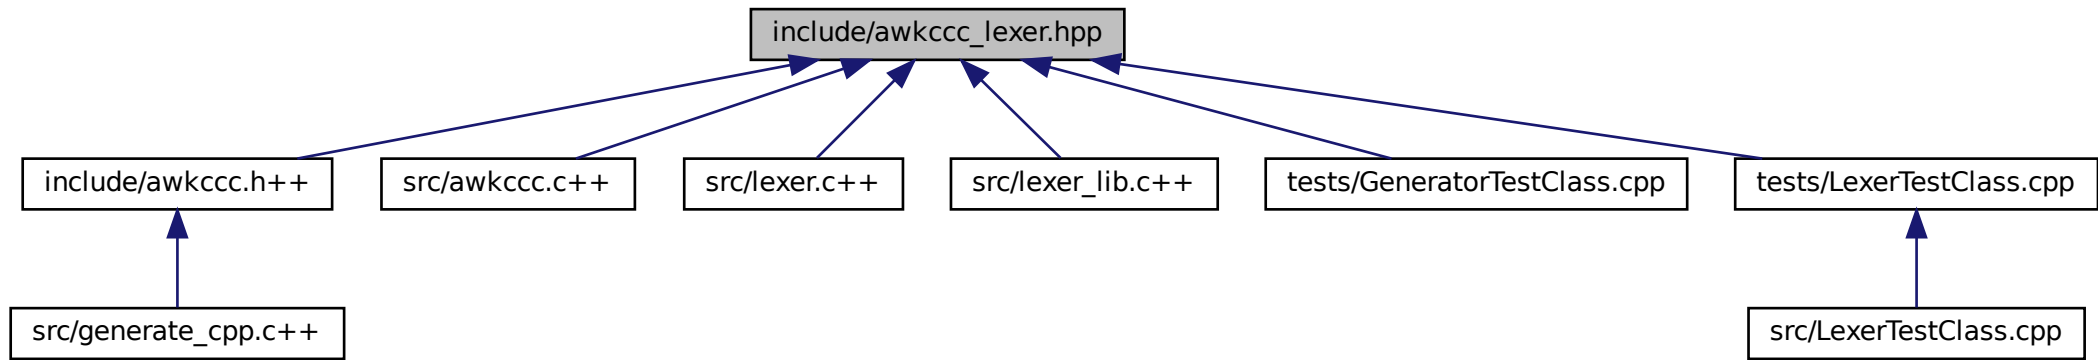 include/awkccc_lexer.hpp
include/awkccc.h++
src/awkccc.c++
src/lexer.c++
src/lexer_lib.c++
tests/GeneratorTestClass.cpp
tests/LexerTestClass.cpp
src/generate_cpp.c++
src/LexerTestClass.cpp